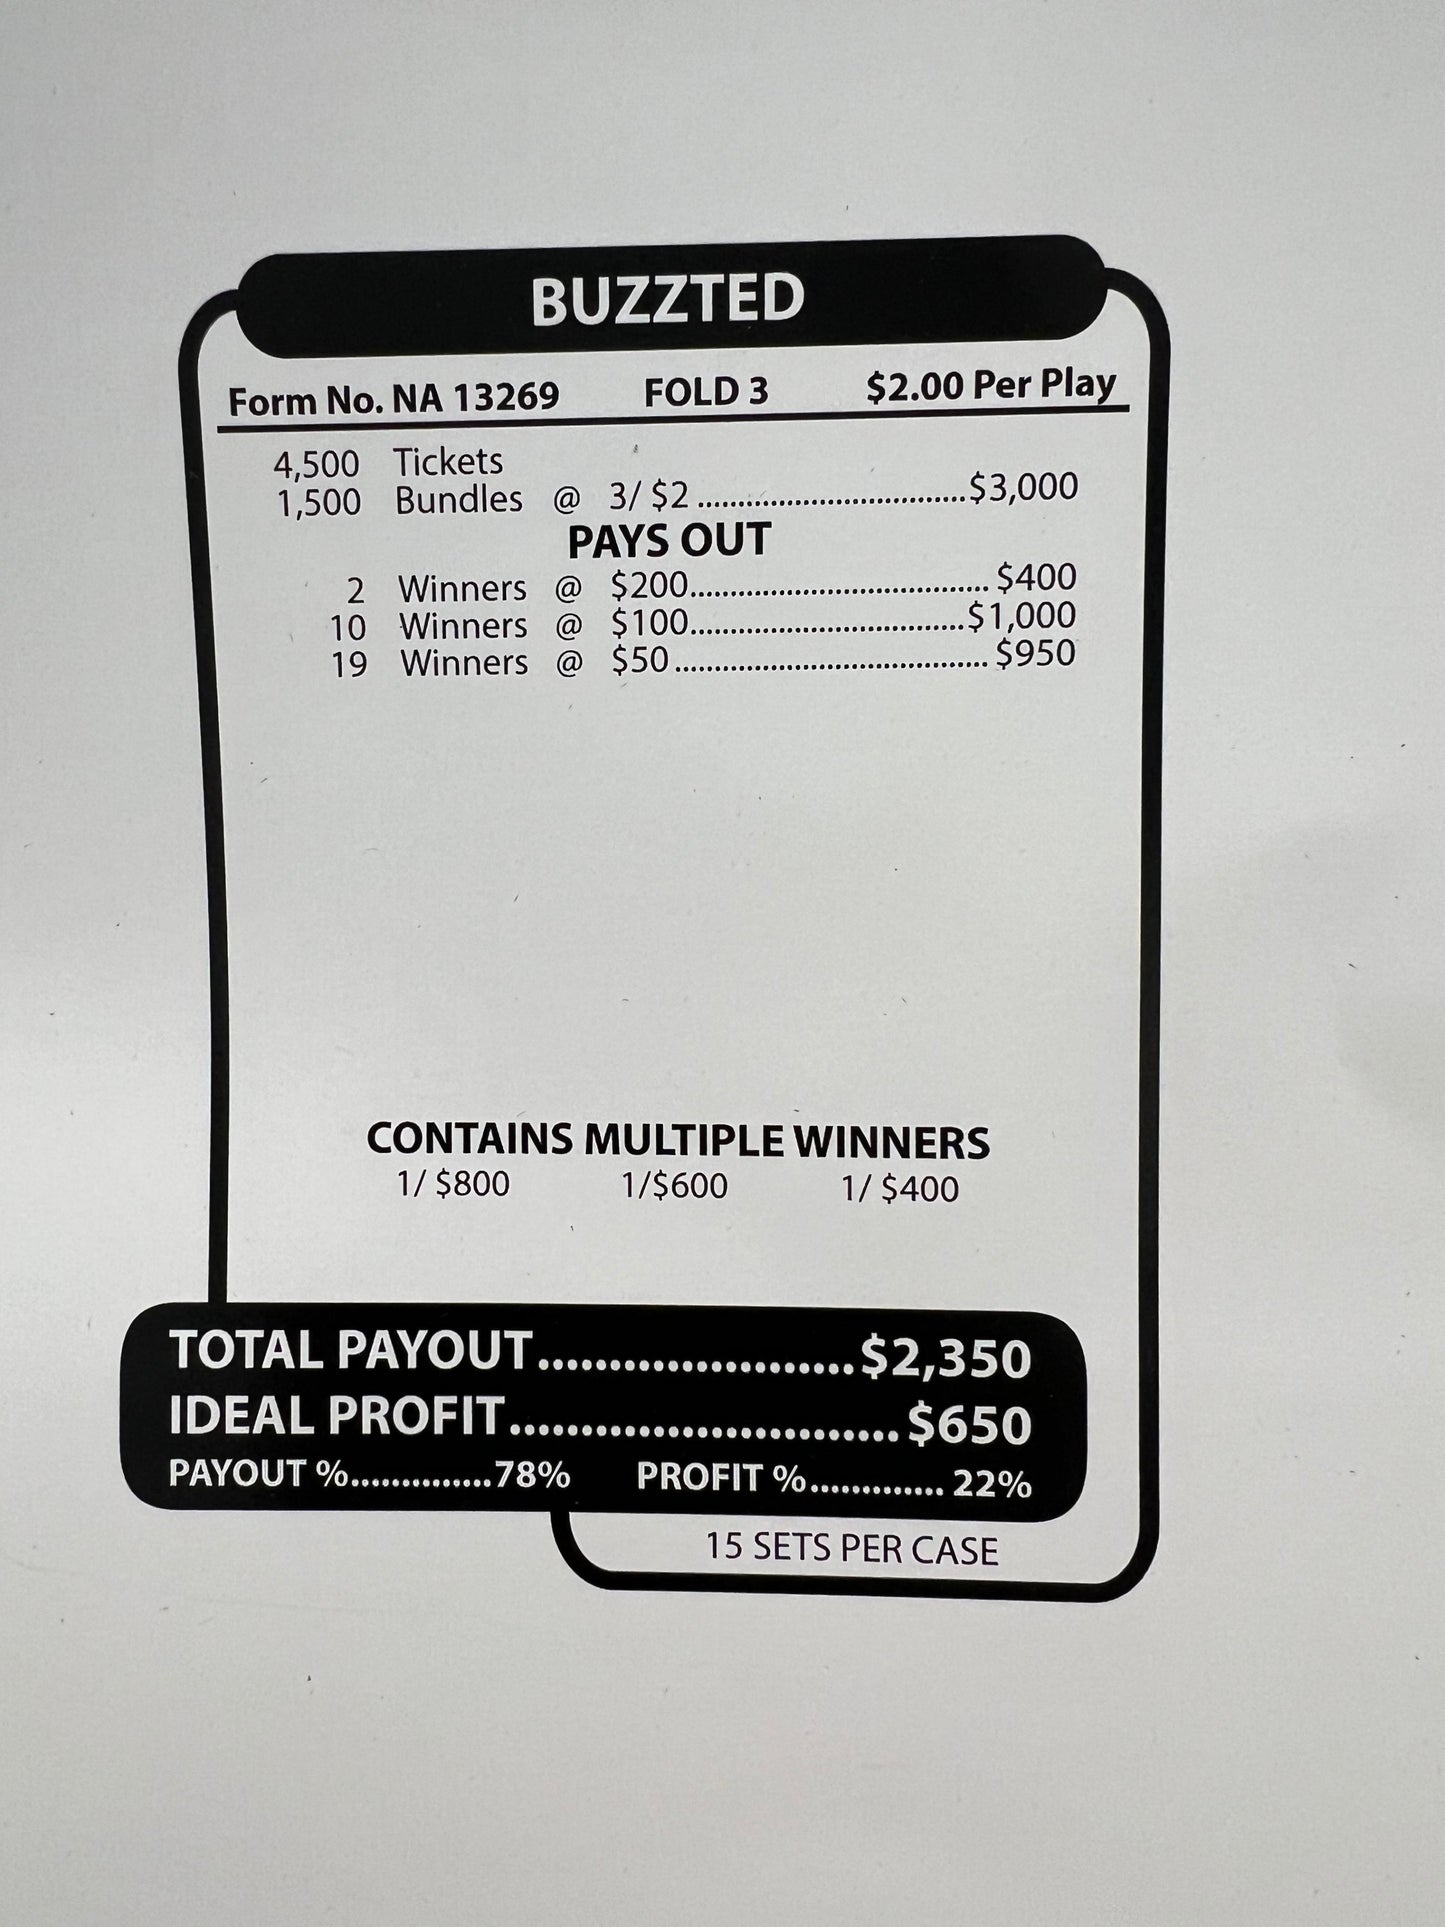 BUZZTED
Form No. NA 13269 FOLD 3 $2.00 Per Play
4,500 Tickets
1,500 Bundles @ 3/ $2 ................................ $3,000
PAYS OUT
2 Winners @ $200 ................................... $400
10 Winners @ $100 ................................ $1,000
19 Winners @ $50 ..................................... $950
CONTAINS MULTIPLE WINNERS
1/ $800 1/$600 1/ $400
TOTAL PAYOUT ...................... $2,350
IDEAL PROFIT ........................... $650
PAYOUT % .............. 78% PROFIT % ............. 22%
15 SETS PER CASE